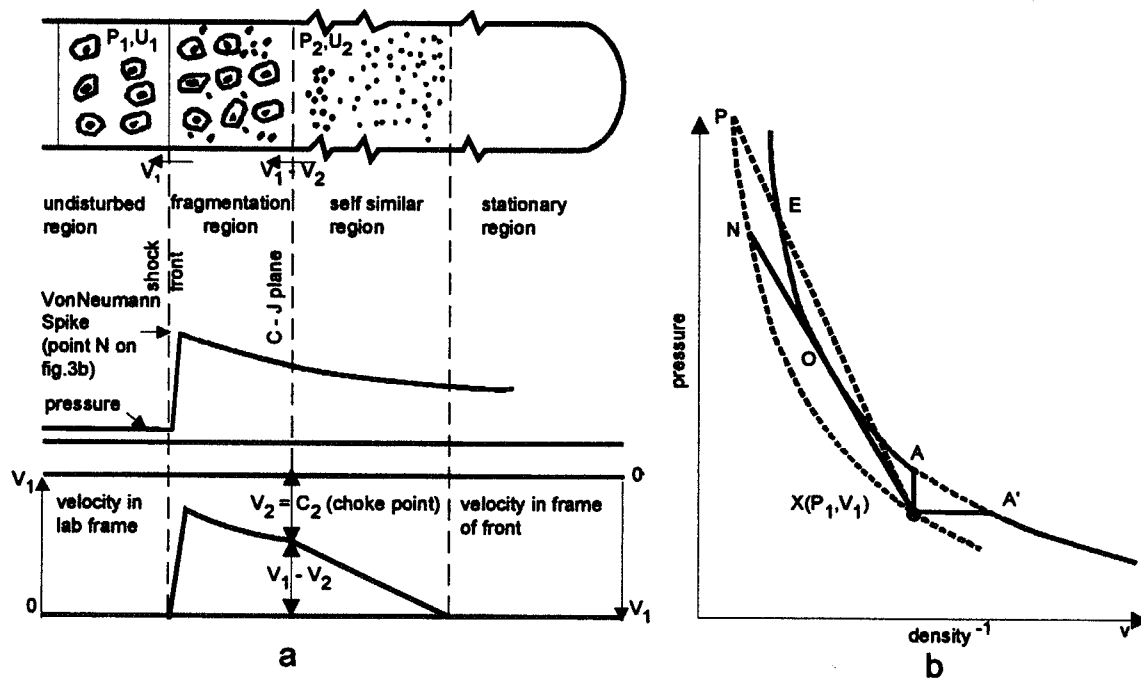 P1,U1
P2,U2
V1
V1 - V2
undisturbed region
fragmentation region
self similar region
stationary region
shock front
C - J plane
VonNeumann
Spike
(point N on
fig.3b)
pressure
V1
0
velocity in
lab frame
V2 = C2 (choke point)
velocity in frame
of front
V1 - V2
0
V1
a
P
E
N
O
A
X(P1,V1)
A'
pressure
density-1
v
b